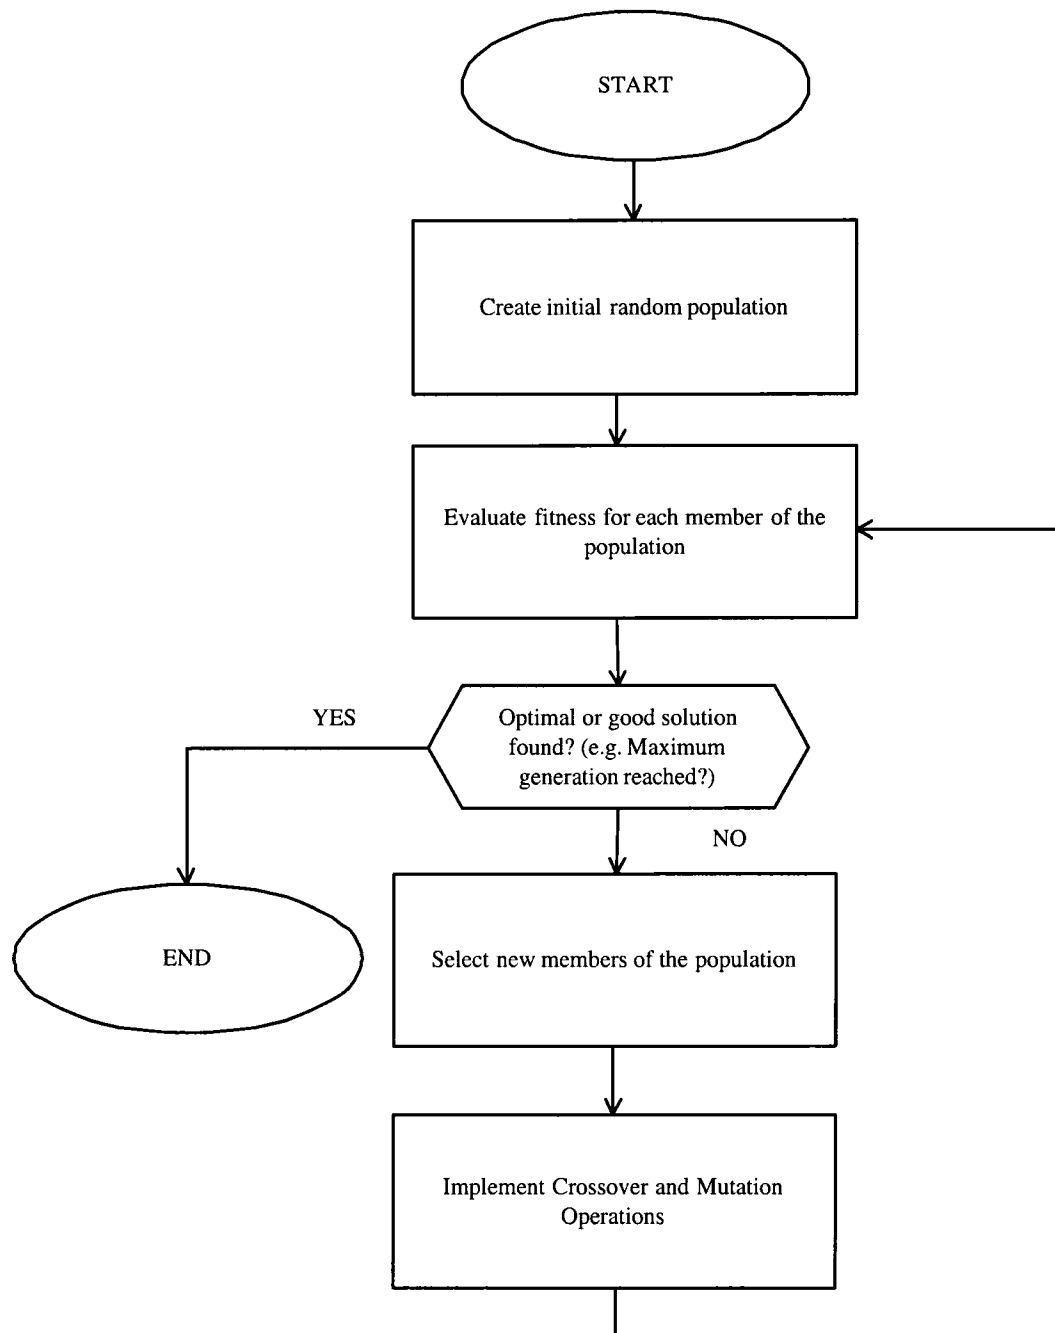 START
Create initial random population
Evaluate fitness for each member of the
population
YES
Optimal or good solution
found? (e.g. Maximum
generation reached?)
NO
END
Select new members of the population
Implement Crossover and Mutation
Operations